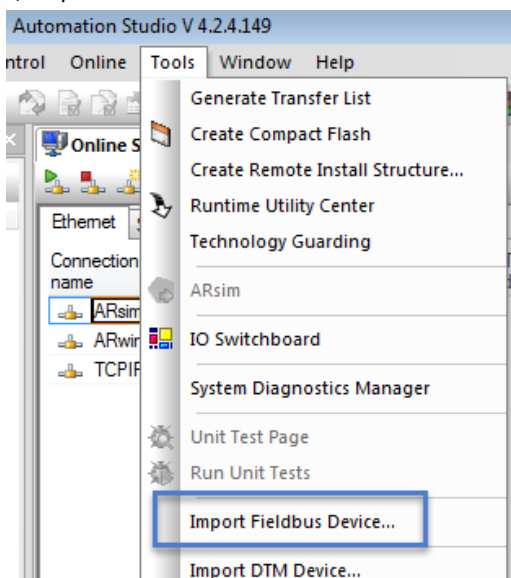 Automation Studio V 4.2.4.149
ntrol Online Tools Window Help
Generate Transfer List
Online S
Create Compact Flash
Create Remote Install Structure...
Runtime Utility Center
Ethernet
Technology Guarding
Connection
name
ARsim
ARsim
ARwin
IO Switchboard
TCPIP
System Diagnostics Manager
Unit Test Page
Run Unit Tests
Import Fieldbus Device...
Import DTM Device...